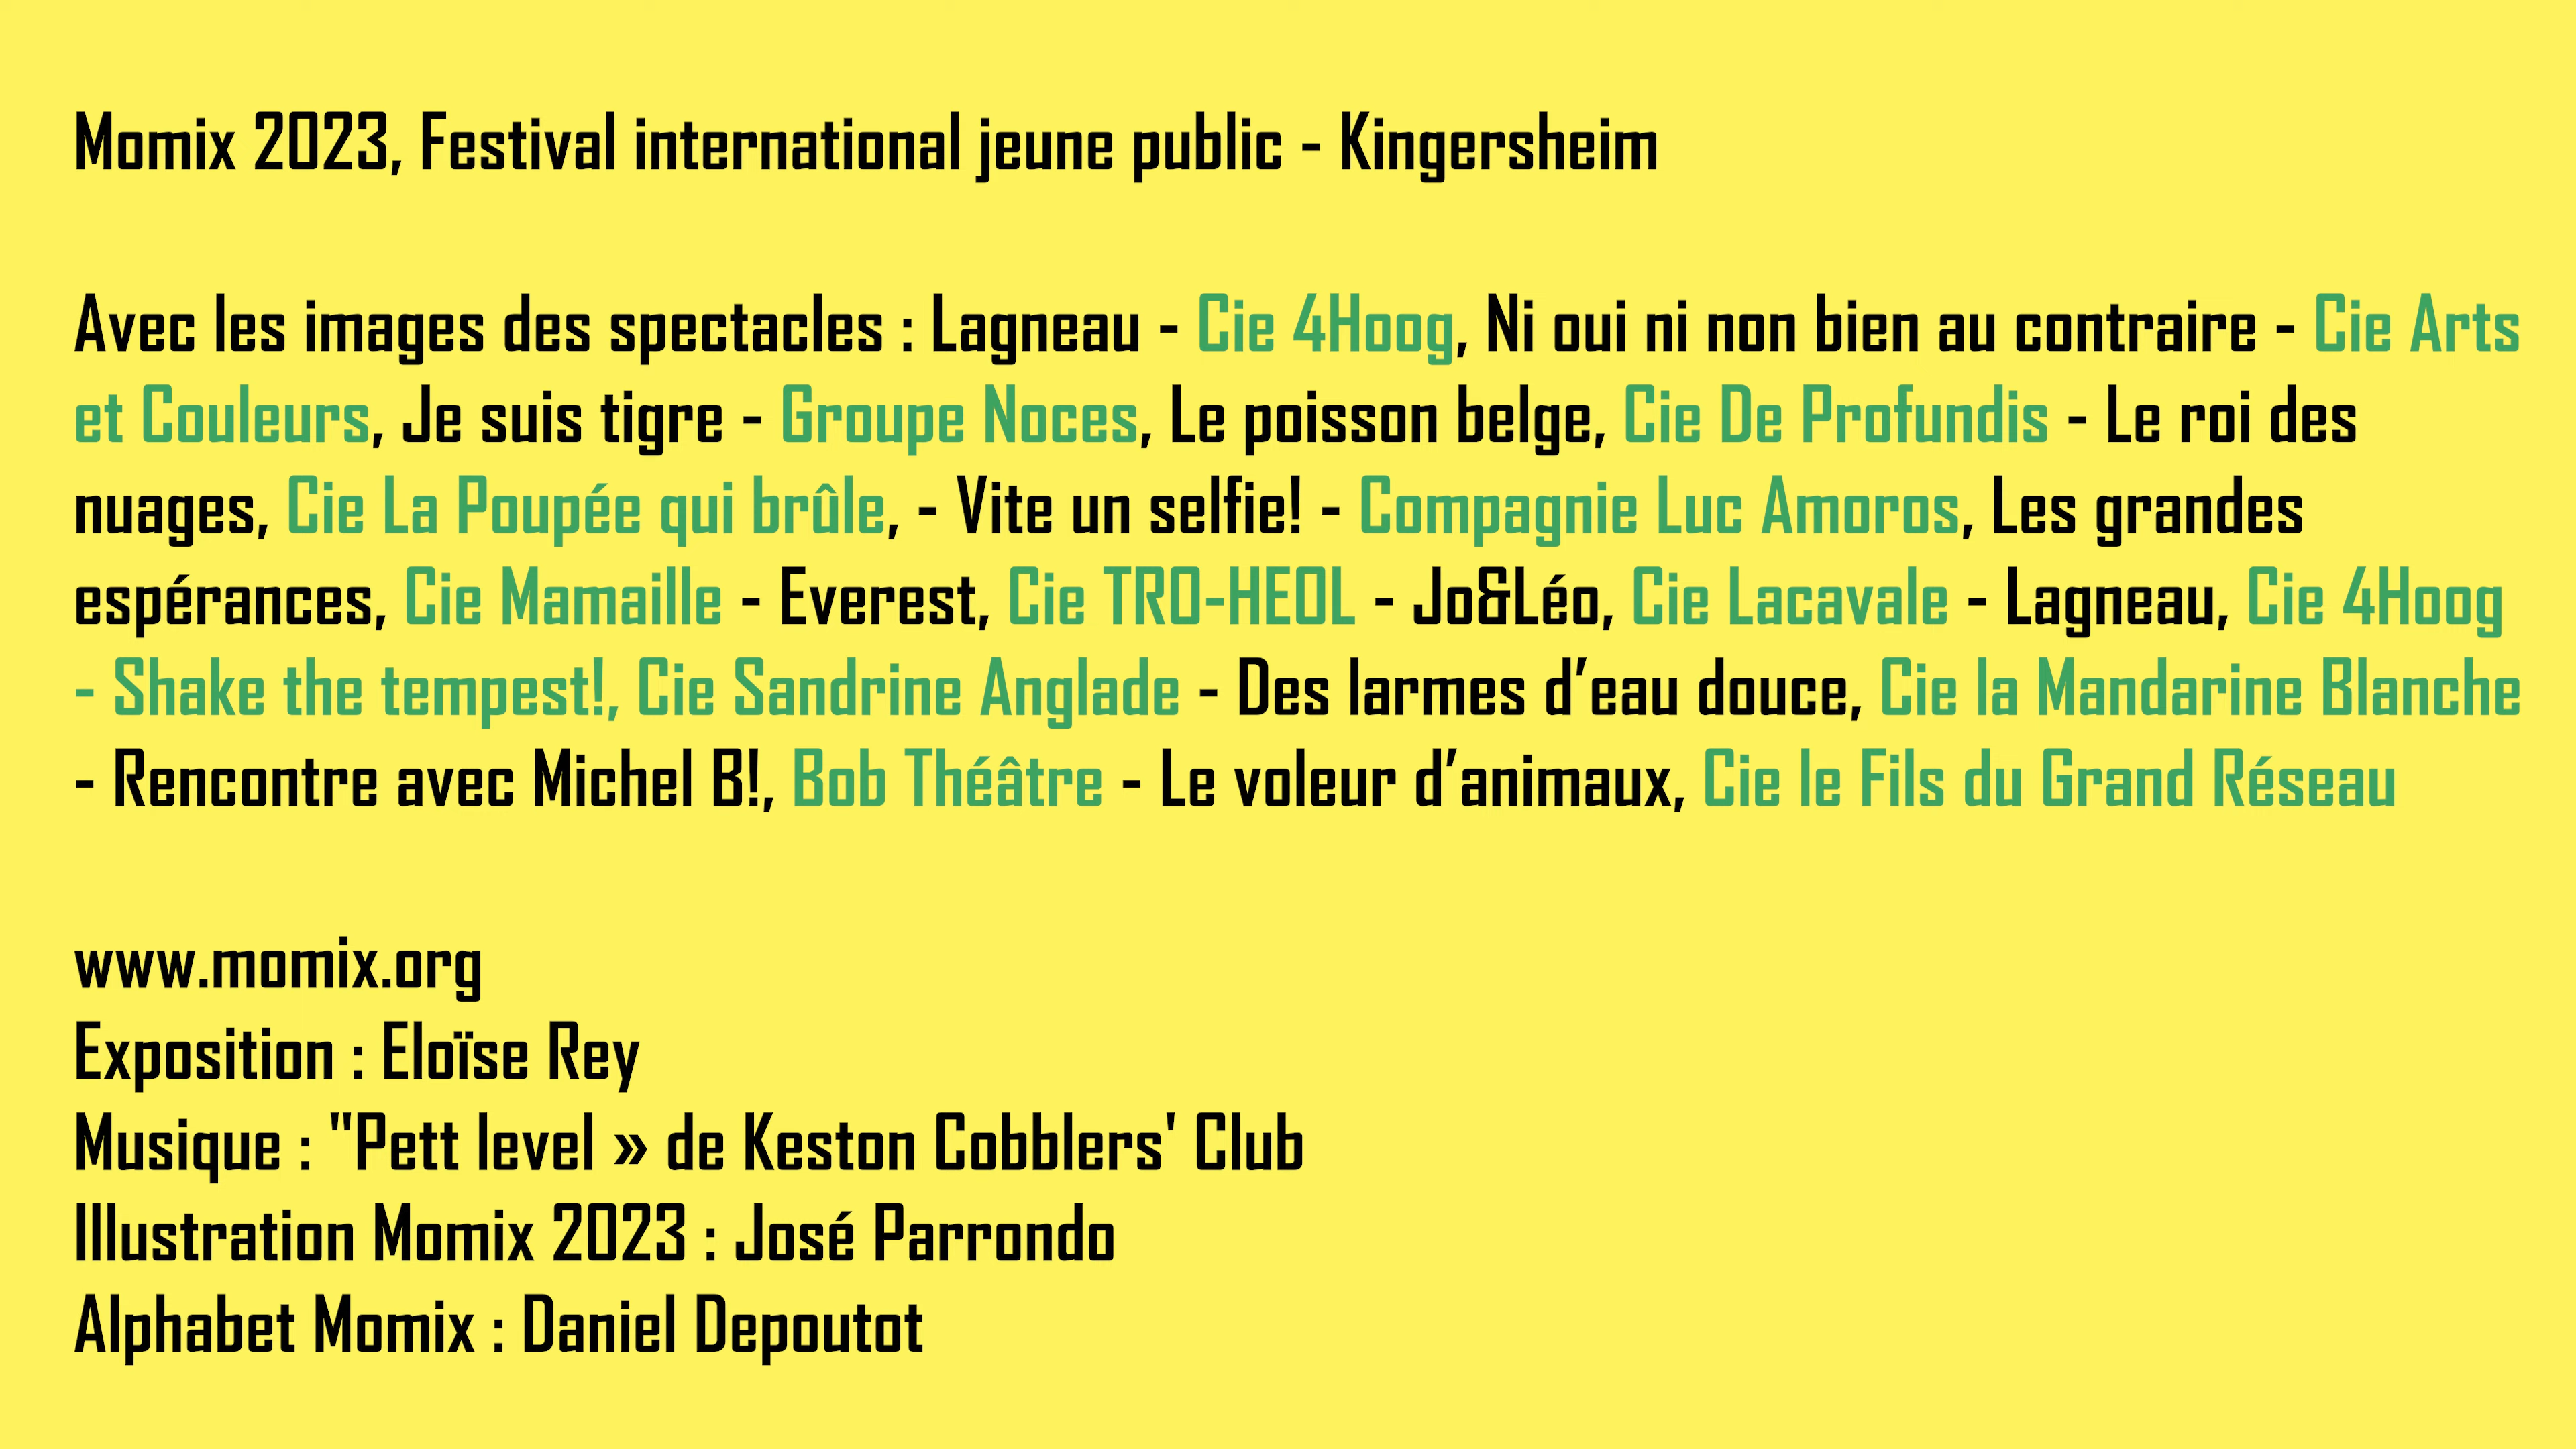 Momix 2023, Festival international jeune public - Kingersheim
Avec les images des spectacles : Lagneau - Cie 4Hoog, Ni oui ni non bien au contraire - Cie Arts
et Couleurs, Je suis tigre - Groupe Noces, Le poisson belge, Cie De Profundis - Le roi des
nuages, Cie La Poupée qui brûle, - Vite un selfie! - Compagnie Luc Amoros, Les grandes
espérances, Cie Mamaille - Everest, Cie TRO-HEOL - Jo&Léo, Cie Lacavale - Lagneau, Cie 4Hoog
- Shake the tempest!, Cie Sandrine Anglade - Des larmes d’eau douce, Cie la Mandarine Blanche
- Rencontre avec Michel B!, Bob Théâtre - Le voleur d’animaux, Cie le Fils du Grand Réseau
www.momix.org
Exposition : Eloïse Rey
Musique : "Pett level » de Keston Cobblers' Club
Illustration Momix 2023 : José Parrondo
Alphabet Momix : Daniel Depoutot